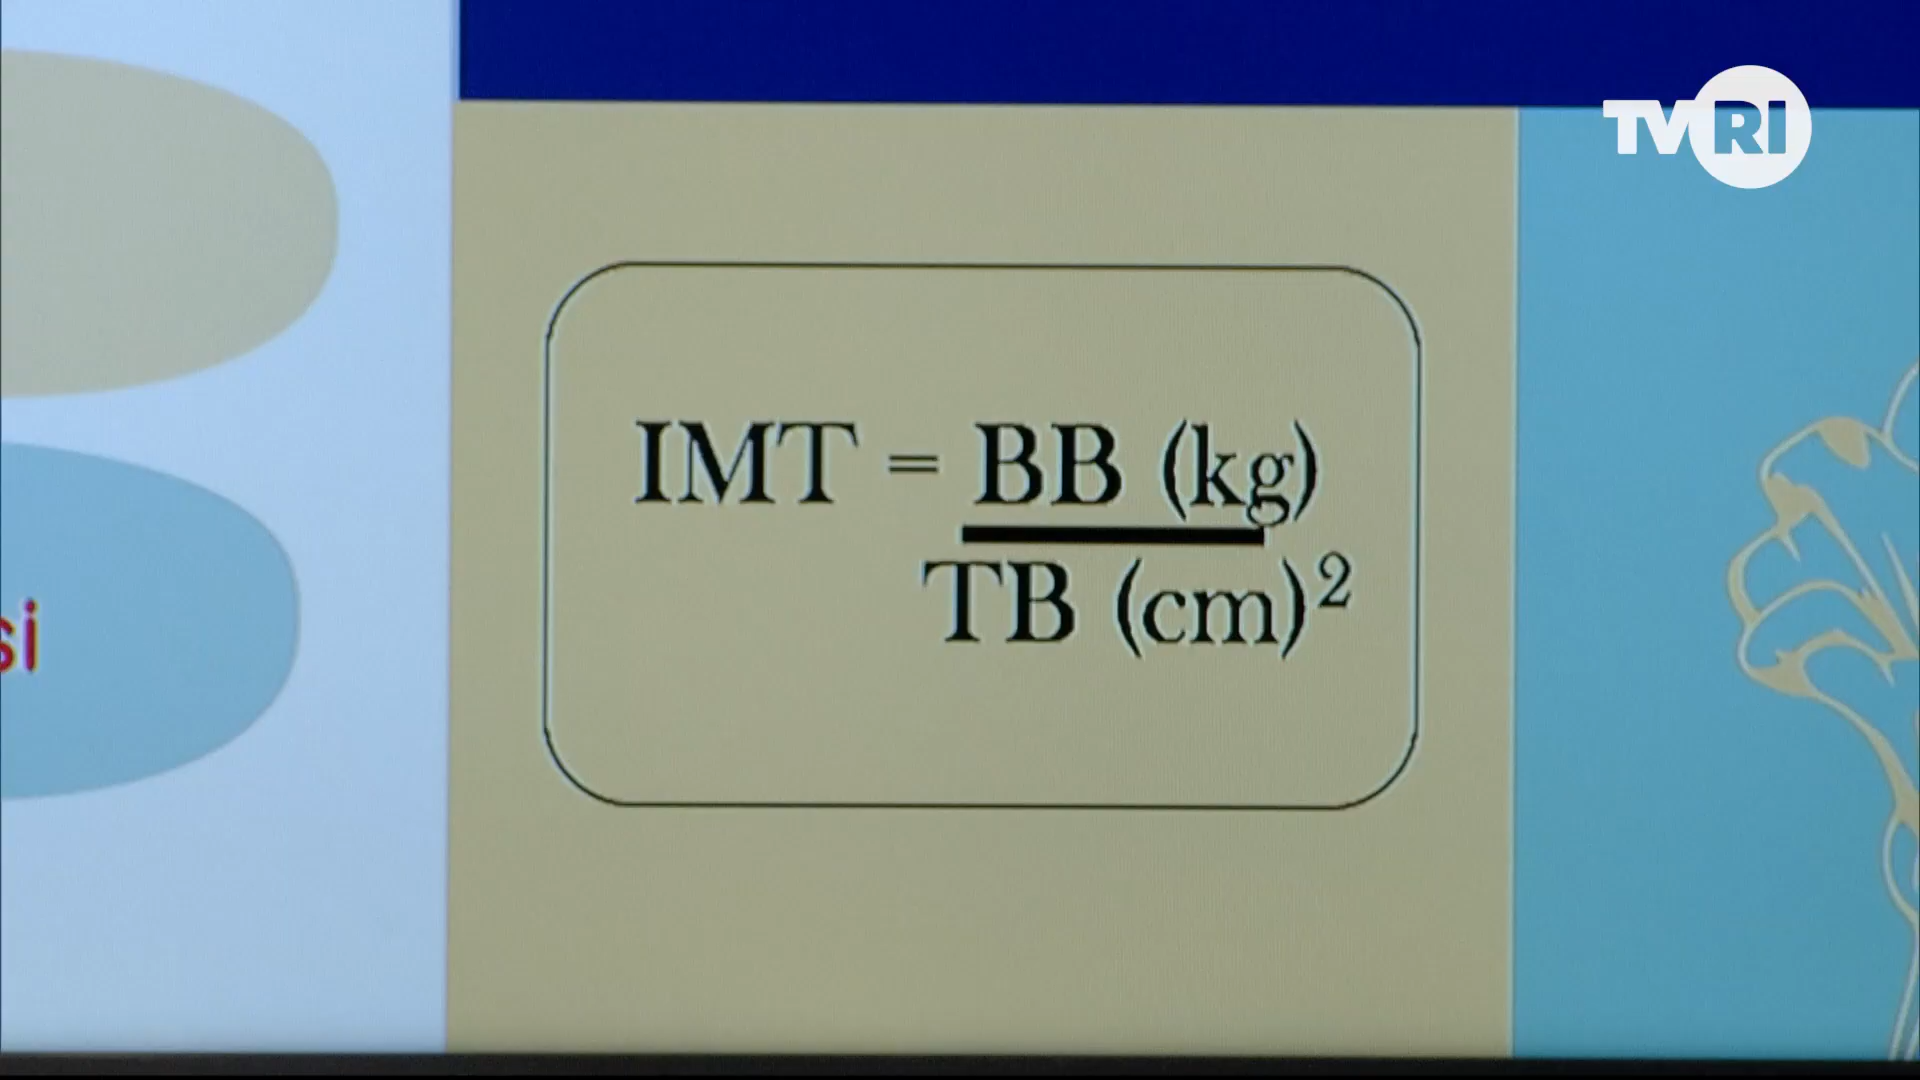 TVRI
IMT = BB (kg)
TB (cm)²
si